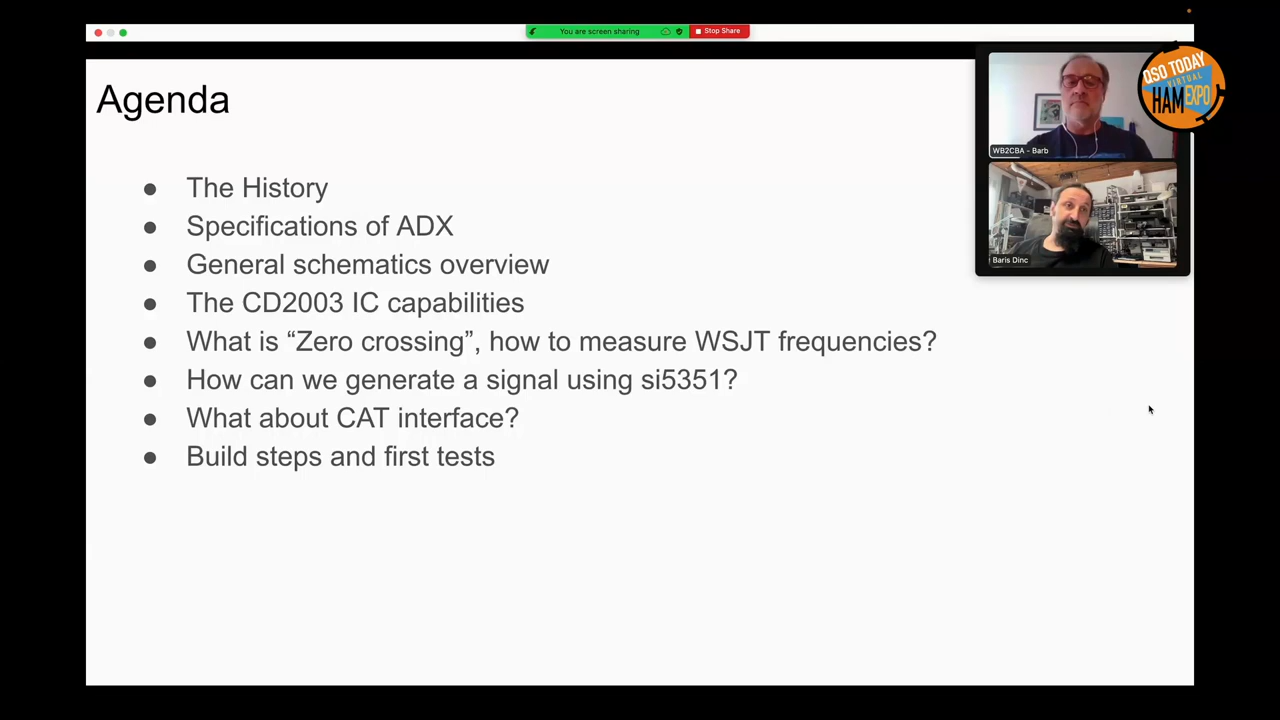 You are screen sharing
Stop Share
Agenda
QSO TODAY
VIRTUAL
HAM EXPO
WB2CBA - Barb
Baris Dinc
● The History
● Specifications of ADX
● General schematics overview
● The CD2003 IC capabilities
● What is “Zero crossing”, how to measure WSJT frequencies?
● How can we generate a signal using si5351?
● What about CAT interface?
● Build steps and first tests